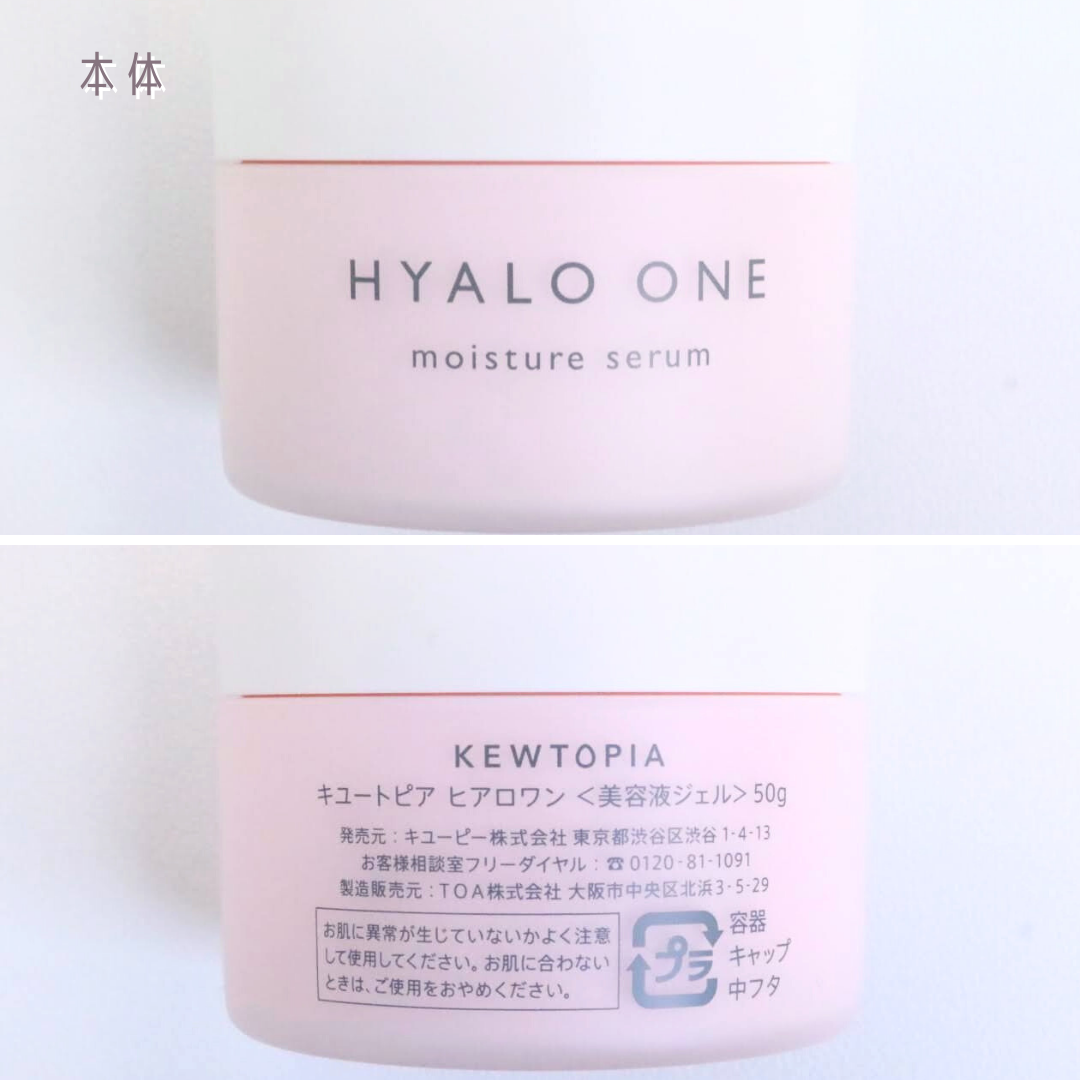 本体
HYALO ONE
moisture serum
KEWTOPIA
キユートピア ヒアロワン <美容液ジェル> 50g
発売元:キユーピー株式会社 東京都渋谷区渋谷1-4-13
お客様相談室フリーダイヤル:☎0120-81-1091
製造販売元:TOA株式会社 大阪市中央区北浜3-5-29
お肌に異常が生じていないかよく注意
して使用してください。お肌に合わない
ときは、ご使用をおやめください。
プラ
容器
キャップ
中フタ